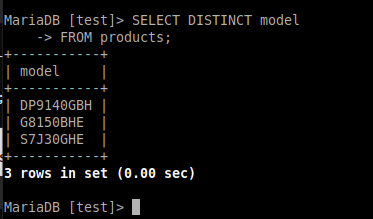 MariaDB [test]> SELECT DISTINCT model
    -> FROM products;
+-----------+
| model     |
+-----------+
| DP9140GBH |
| G8150BHE  |
| S7J30GHE  |
+-----------+
3 rows in set (0.00 sec)
MariaDB [test]>